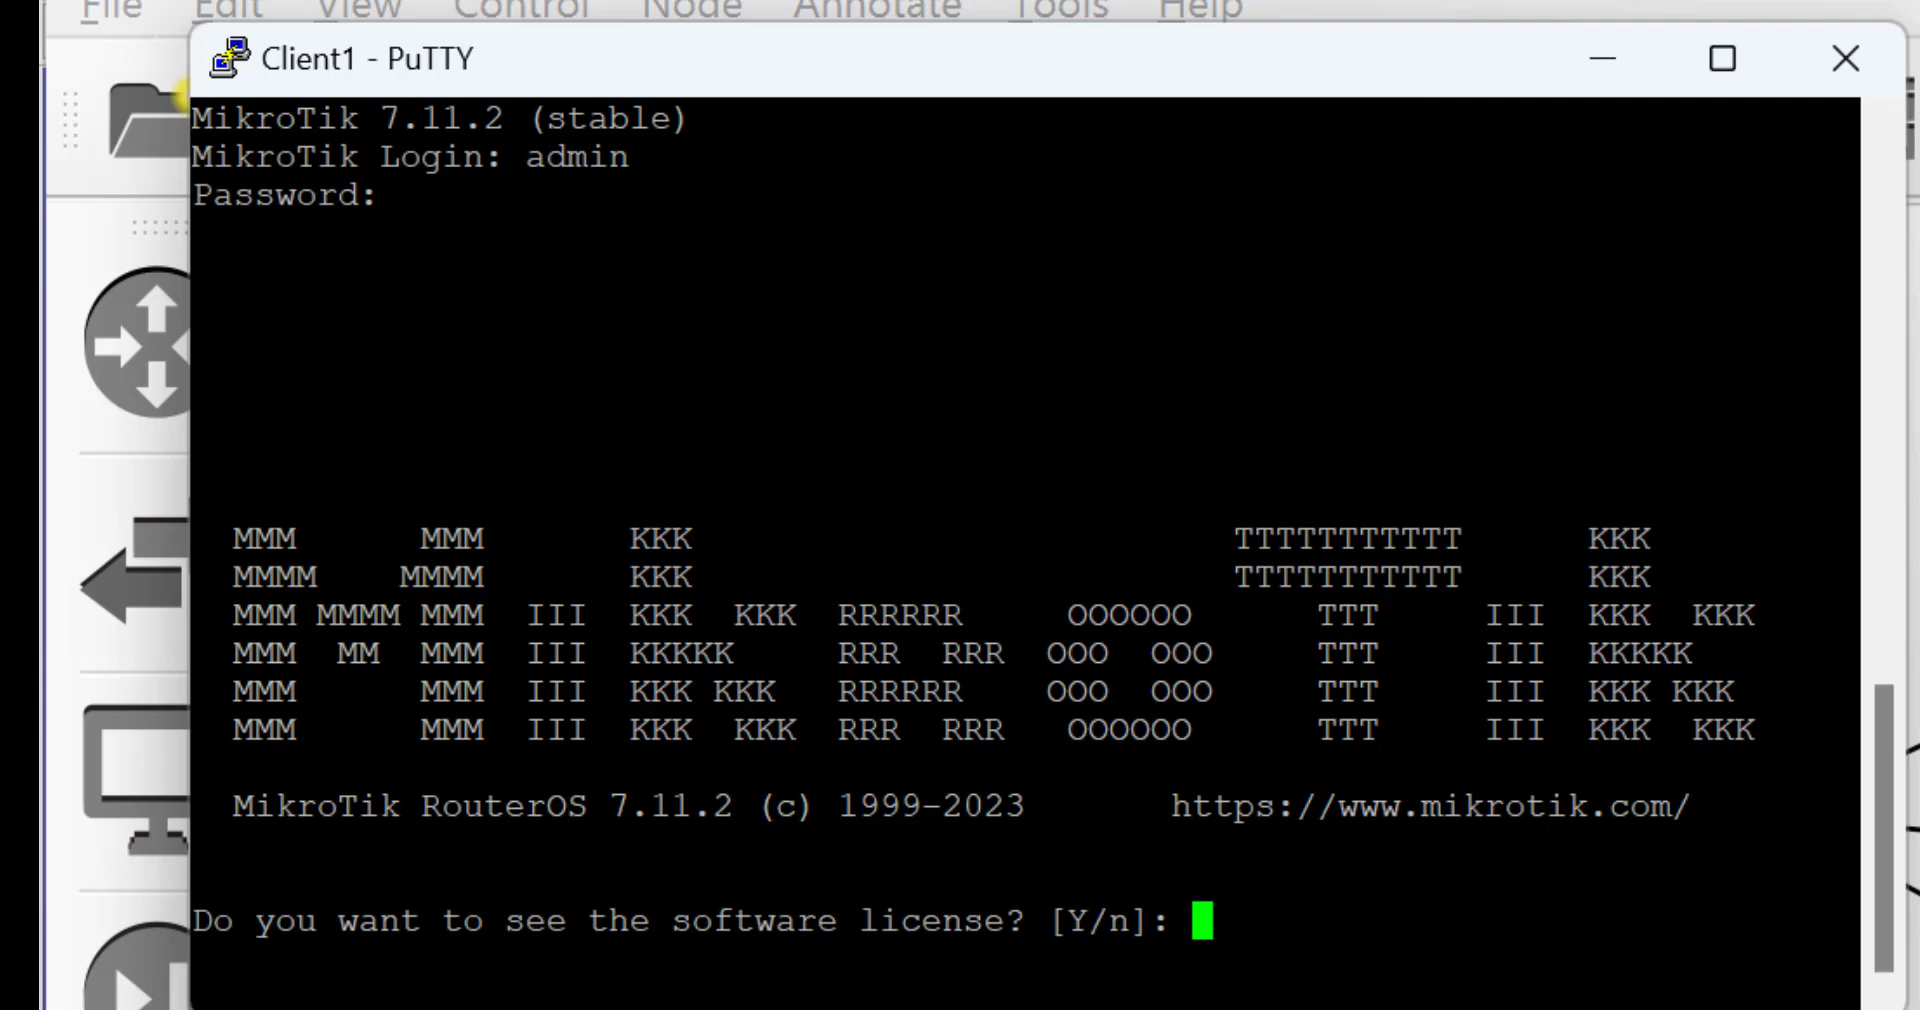 File Edit View Control Node Annotate Tools Help
Client1 - PuTTY
MikroTik 7.11.2 (stable)
MikroTik Login: admin
Password:
MMM      MMM       KKK                          TTTTTTTTTTT      KKK
MMMM    MMMM       KKK                          TTTTTTTTTTT      KKK
MMM MMMM MMM  III  KKK  KKK  RRRRRR     OOOOOO      TTT     III  KKK  KKK
MMM  MM  MMM  III  KKKKK     RRR  RRR  OOO  OOO     TTT     III  KKKKK
MMM      MMM  III  KKK KKK   RRRRRR    OOO  OOO     TTT     III  KKK KKK
MMM      MMM  III  KKK  KKK  RRR  RRR   OOOOOO      TTT     III  KKK  KKK
MikroTik RouterOS 7.11.2 (c) 1999-2023       https://www.mikrotik.com/
Do you want to see the software license? [Y/n]: